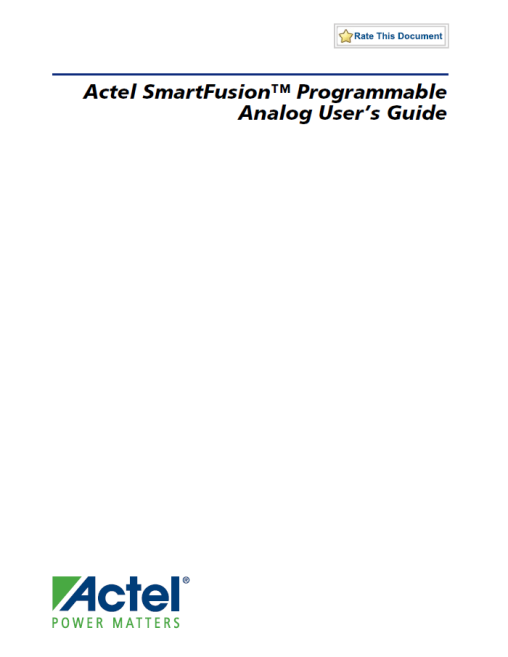 Rate This Document
Actel SmartFusion™ Programmable
Analog User's Guide
Actel®
POWER MATTERS